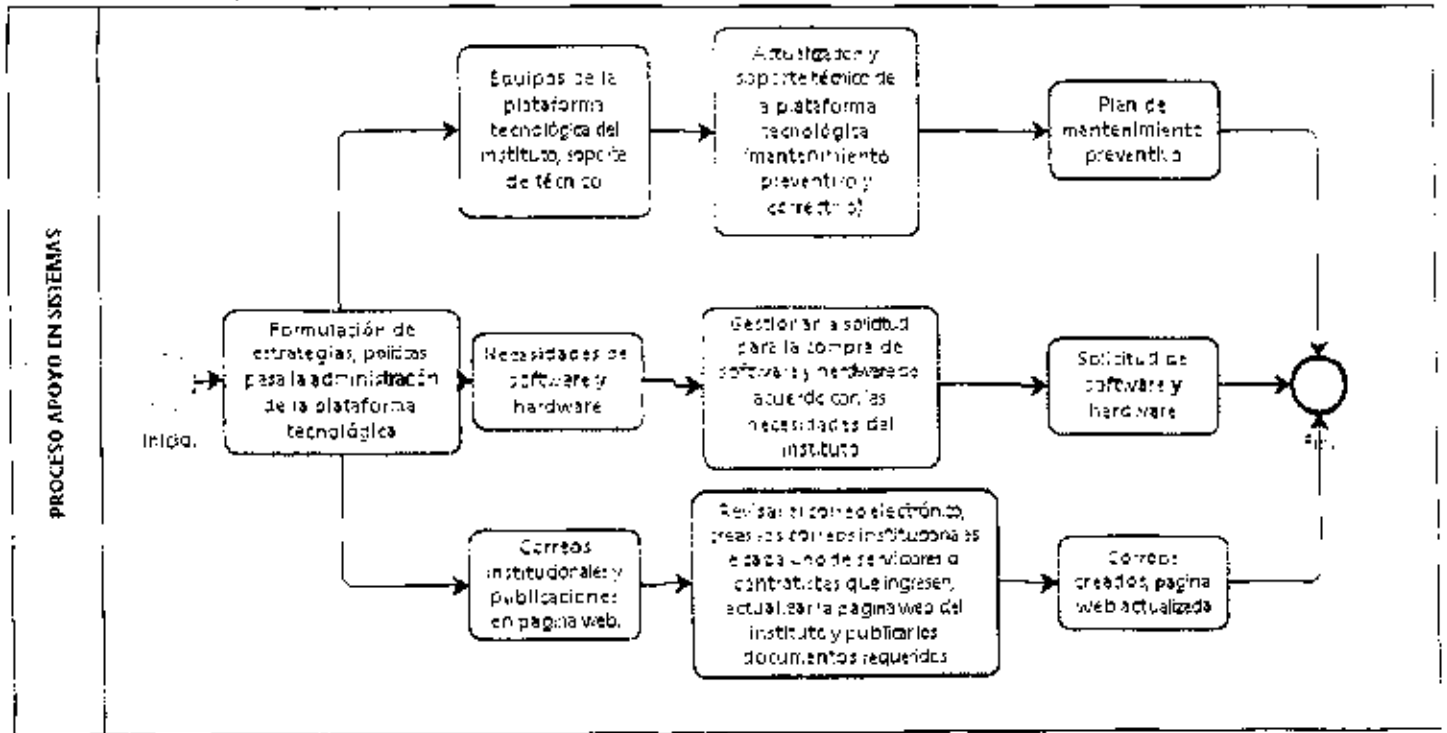 PROCESO APOYO EN SISTEMAS
Inicio.
Formulación de
estrategias, politicas
pasa la administración
de la plataforma
tecnológica
Equipos de la
plataforma
tecnológica del
instituto, soporte
de técnico
Actualización y
soporte técnico de
la plataforma
tecnológica
(mantenimiento
preventivo y
correctivo)
Plan de
mantenimiento
preventivo
Necesidades de
software y
hardware
Gestionar la solicitud
para la compra de
software y hardware de
acuerdo con las
necesidades del
instituto
Solicitud de
software y
hardware
Fin.
Correos
institucionales y
publicaciones
en pagina web.
Revisar el correo electrónico,
crear los correos institucionales
a cada uno de servidores o
contratistas que ingresen,
actualizar la pagina web del
instituto y publicar los
documentos requeridos
Correos
creados, pagina
web actualizada